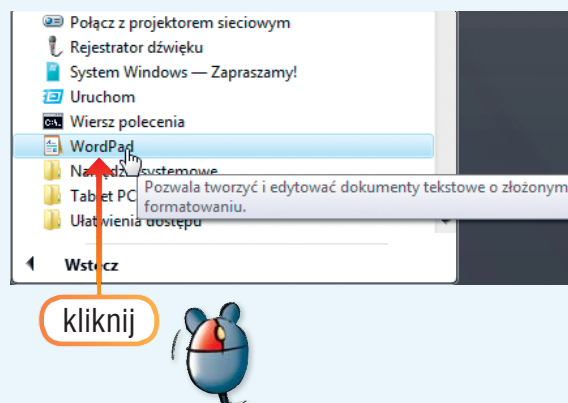 Połącz z projektorem sieciowym
Rejestrator dźwięku
System Windows — Zapraszamy!
Uruchom
Wiersz polecenia
WordPad
Narzędzia systemowe
Tablet PC
Pozwala tworzyć i edytować dokumenty tekstowe o złożonym
formatowaniu.
Ułatwienia dostępu
Wstecz
kliknij